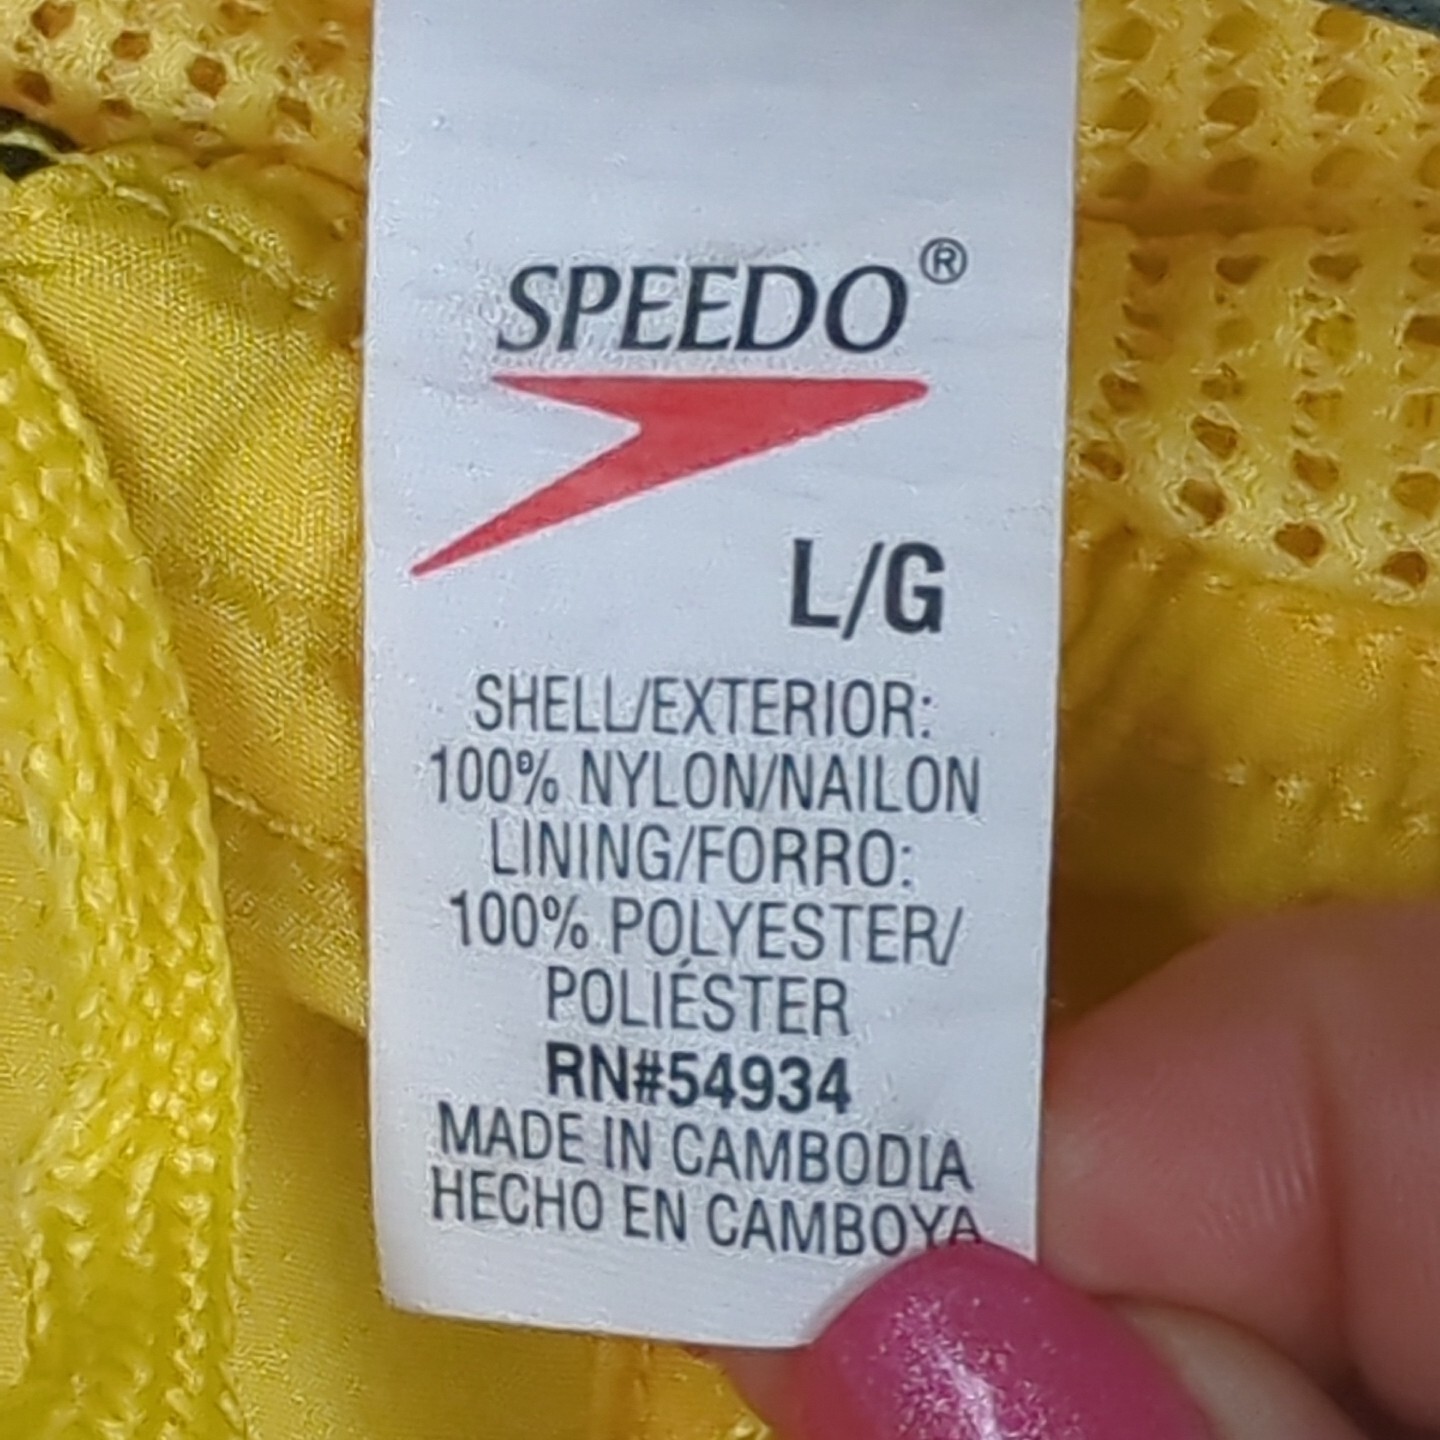 SPEEDO®
L/G
SHELL/EXTERIOR:
100% NYLON/NAILON
LINING/FORRO:
100% POLYESTER/
POLIÉSTER
RN#54934
MADE IN CAMBODIA
HECHO EN CAMBOYA